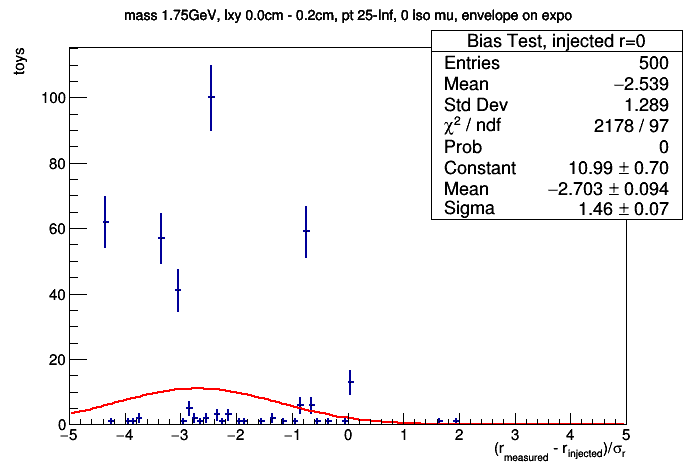 mass 1.75GeV, lxy 0.0cm - 0.2cm, pt 25-Inf, 0 Iso mu, envelope on expo
Bias Test, injected r=0
Entries 500
Mean −2.539
Std Dev 1.289
χ² / ndf 2178 / 97
Prob 0
Constant 10.99 ± 0.70
Mean −2.703 ± 0.094
Sigma 1.46 ± 0.07
toys
100
80
60
40
20
0
−5 −4 −3 −2 −1 0 1 2 3 4 5
(r_measured - r_injected)/σ_r